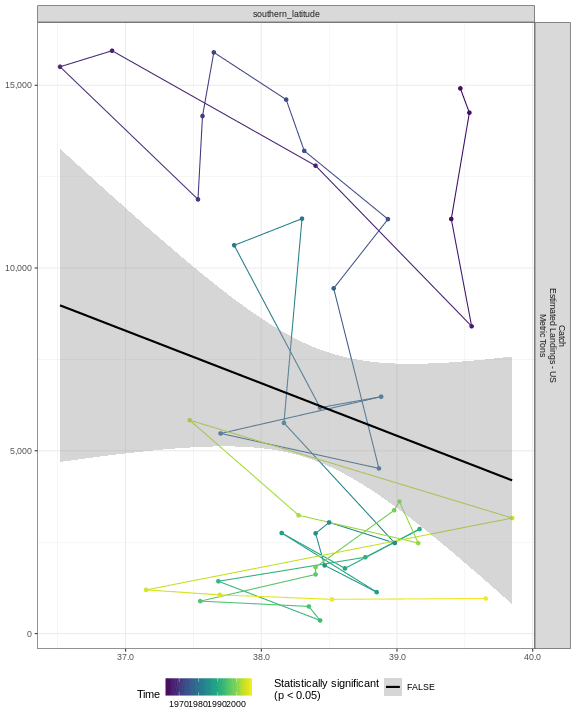 southern_latitude
15,000
10,000
5,000
0
Catch
Estimated Landings - US
Metric Tons
37.0
38.0
39.0
40.0
Time
1970198019902000
Statistically significant
(p < 0.05)
FALSE